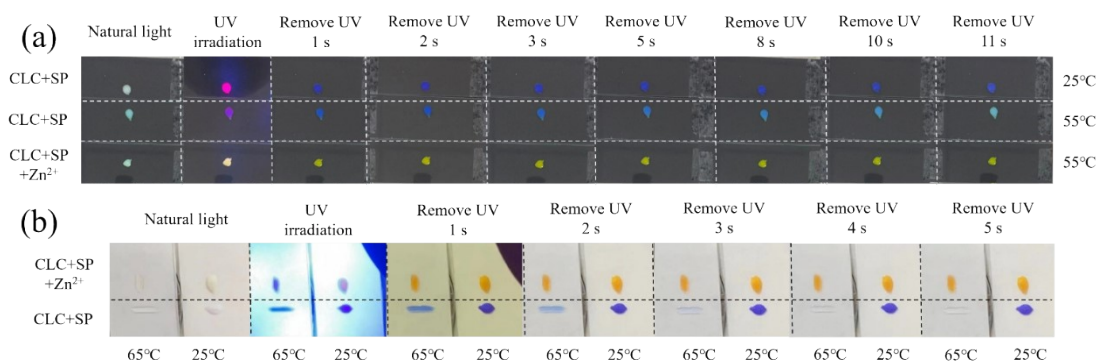 (a)
Natural light
UV
irradiation
Remove UV
1 s
Remove UV
2 s
Remove UV
3 s
Remove UV
5 s
Remove UV
8 s
Remove UV
10 s
Remove UV
11 s
CLC+SP
25°C
CLC+SP
55°C
CLC+SP
+Zn²⁺
55°C
(b)
Natural light
UV
irradiation
Remove UV
1 s
Remove UV
2 s
Remove UV
3 s
Remove UV
4 s
Remove UV
5 s
CLC+SP
+Zn²⁺
CLC+SP
65°C 25°C 65°C 25°C 65°C 25°C 65°C 25°C 65°C 25°C 65°C 25°C 65°C 25°C